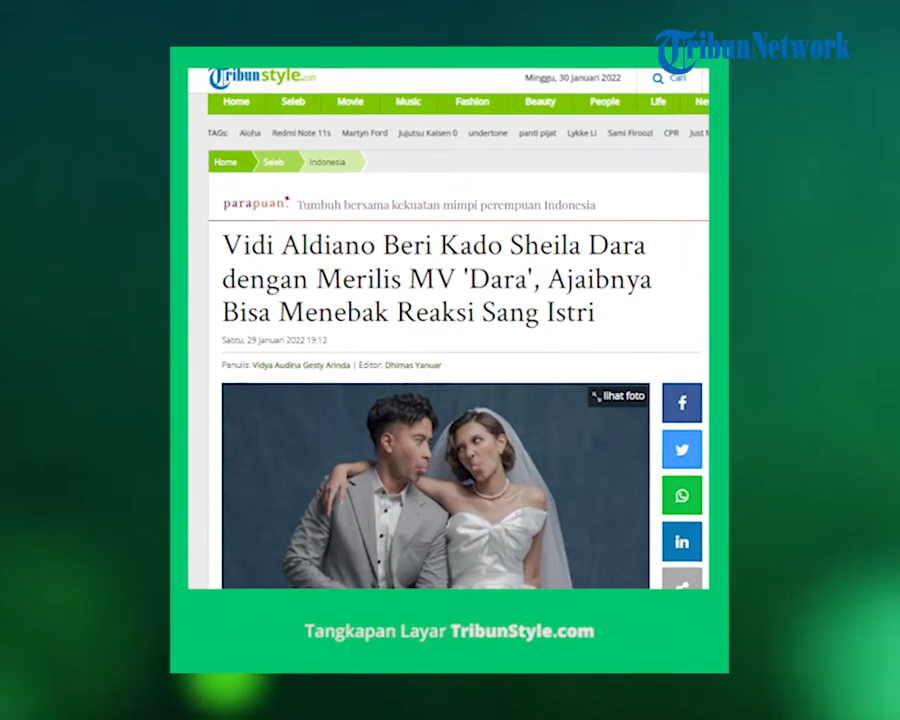 TribunNetwork
Tribunstyle.com
Minggu, 30 Januari 2022
Cari
Home Seleb Movie Music Fashion Beauty People Life
TAGs: Aloha Redmi Note 11s Martyn Ford Jujutsu Kaisen 0 undertone panti pijat Lykke Li Sami Firoozi CPR Just
Home Seleb Indonesia
parapuan. Tumbuh bersama kekuatan mimpi perempuan Indonesia
Vidi Aldiano Beri Kado Sheila Dara
dengan Merilis MV 'Dara', Ajaibnya
Bisa Menebak Reaksi Sang Istri
Sabtu, 29 Januari 2022 19:12
Penulis: Vidya Audina Gesty Arinda | Editor: Dhimas Yanuar
lihat foto
Tangkapan Layar TribunStyle.com